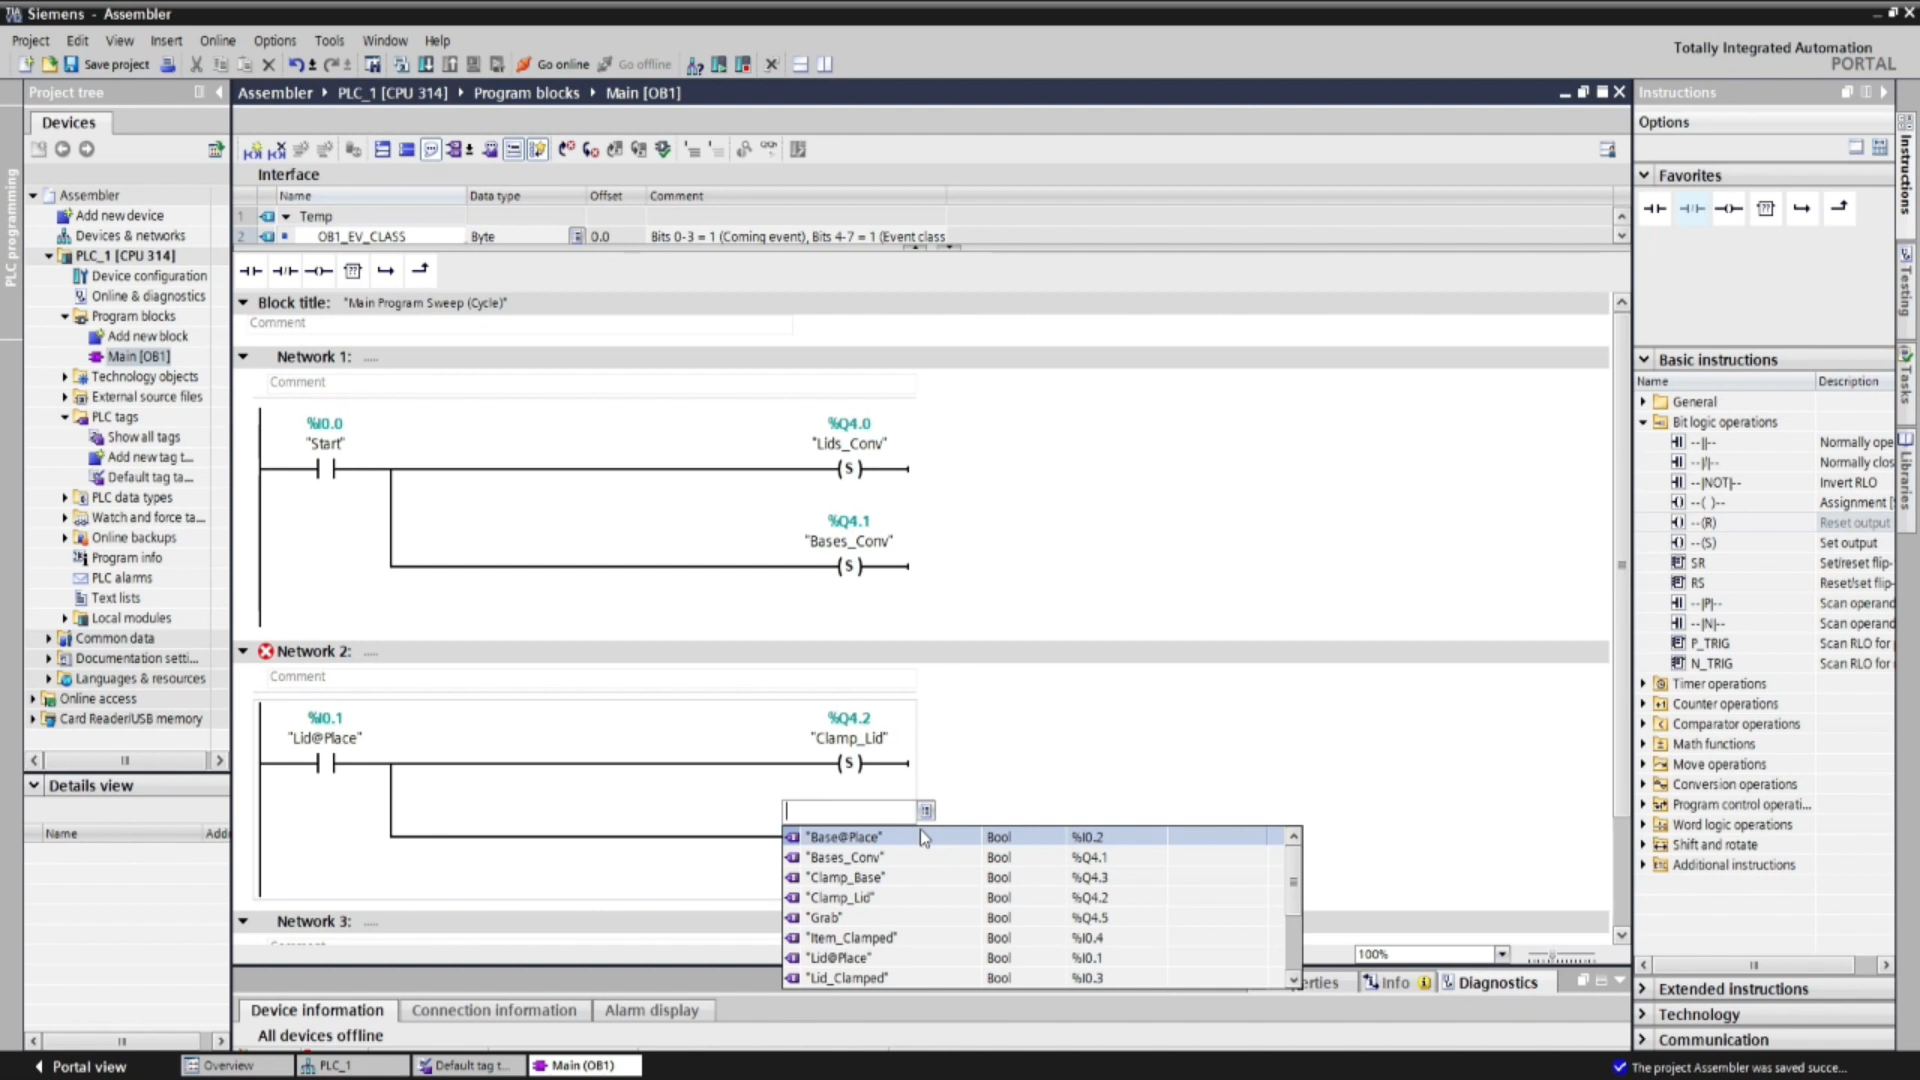 Siemens - Assembler
Project Edit View Insert Online Options Tools Window Help
Totally Integrated Automation
PORTAL
Save project
Go online
Go offline
Project tree
Assembler PLC_1 [CPU 314] Program blocks Main [OB1]
Instructions
Devices
Options
PLC programming
Interface
Name Data type Offset Comment
1 Temp
2 OB1_EV_CLASS Byte 0.0 Bits 0-3 = 1 (Coming event), Bits 4-7 = 1 (Event class
Favorites
Assembler
Add new device
Devices & networks
PLC_1 [CPU 314]
Device configuration
Online & diagnostics
Program blocks
Add new block
Main [OB1]
Technology objects
External source files
PLC tags
Show all tags
Add new tag t...
Default tag ta...
PLC data types
Watch and force ta...
Online backups
Program info
PLC alarms
Text lists
Local modules
Common data
Documentation setti...
Languages & resources
Online access
Card Reader/USB memory
Details view
Name Add
Block title: "Main Program Sweep (Cycle)"
Comment
Network 1: .....
Comment
%I0.0
"Start"
%Q4.0
"Lids_Conv"
S
%Q4.1
"Bases_Conv"
S
Network 2: .....
Comment
%I0.1
"Lid@Place"
%Q4.2
"Clamp_Lid"
S
"Base@Place" Bool %I0.2
"Bases_Conv" Bool %Q4.1
"Clamp_Base" Bool %Q4.3
"Clamp_Lid" Bool %Q4.2
"Grab" Bool %Q4.5
"Item_Clamped" Bool %I0.4
"Lid@Place" Bool %I0.1
"Lid_Clamped" Bool %I0.3
Network 3: .....
100%
erties Info Diagnostics
Device information Connection information Alarm display
All devices offline
Basic instructions
Name Description
General
Bit logic operations
--||-- Normally ope
--|/|-- Normally clos
--|NOT|-- Invert RLO
--( )-- Assignment [
--(R) Reset output
--(S) Set output
SR Set/reset flip-
RS Reset/set flip-
--|P|-- Scan operand
--|N|-- Scan operand
P_TRIG Scan RLO for
N_TRIG Scan RLO for
Timer operations
Counter operations
Comparator operations
Math functions
Move operations
Conversion operations
Program control operati...
Word logic operations
Shift and rotate
Additional instructions
Extended instructions
Technology
Communication
Instructions
Testing
Tasks
Libraries
Portal view Overview PLC_1 Default tag t... Main (OB1)
The project Assembler was saved succe...